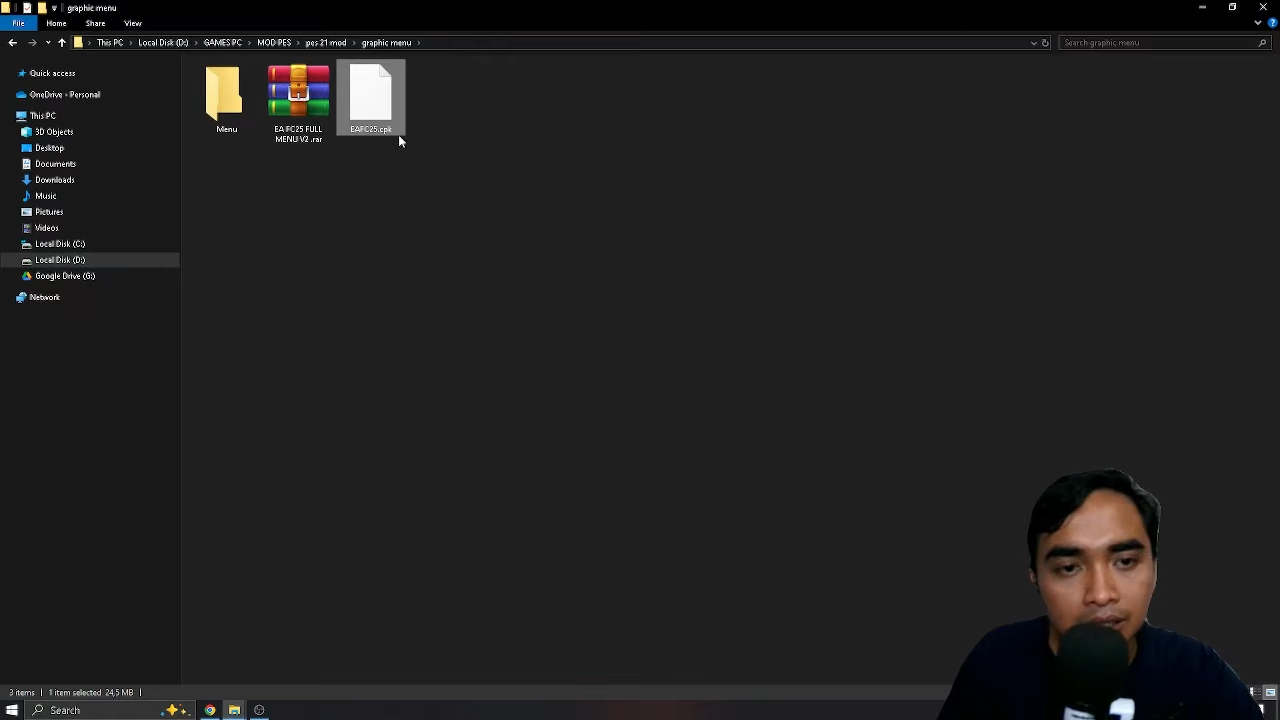 graphic menu
File
Home
Share
View
This PC
Local Disk (D:)
GAMES PC
MOD PES
pes 21 mod
graphic menu
Search graphic menu
Quick access
OneDrive - Personal
This PC
3D Objects
Desktop
Documents
Downloads
Music
Pictures
Videos
Local Disk (C:)
Local Disk (D:)
Google Drive (G:)
Network
Menu
EA FC25 FULL
MENU V2 .rar
EAFC25.cpk
3 items
1 item selected 24,5 MB
Search